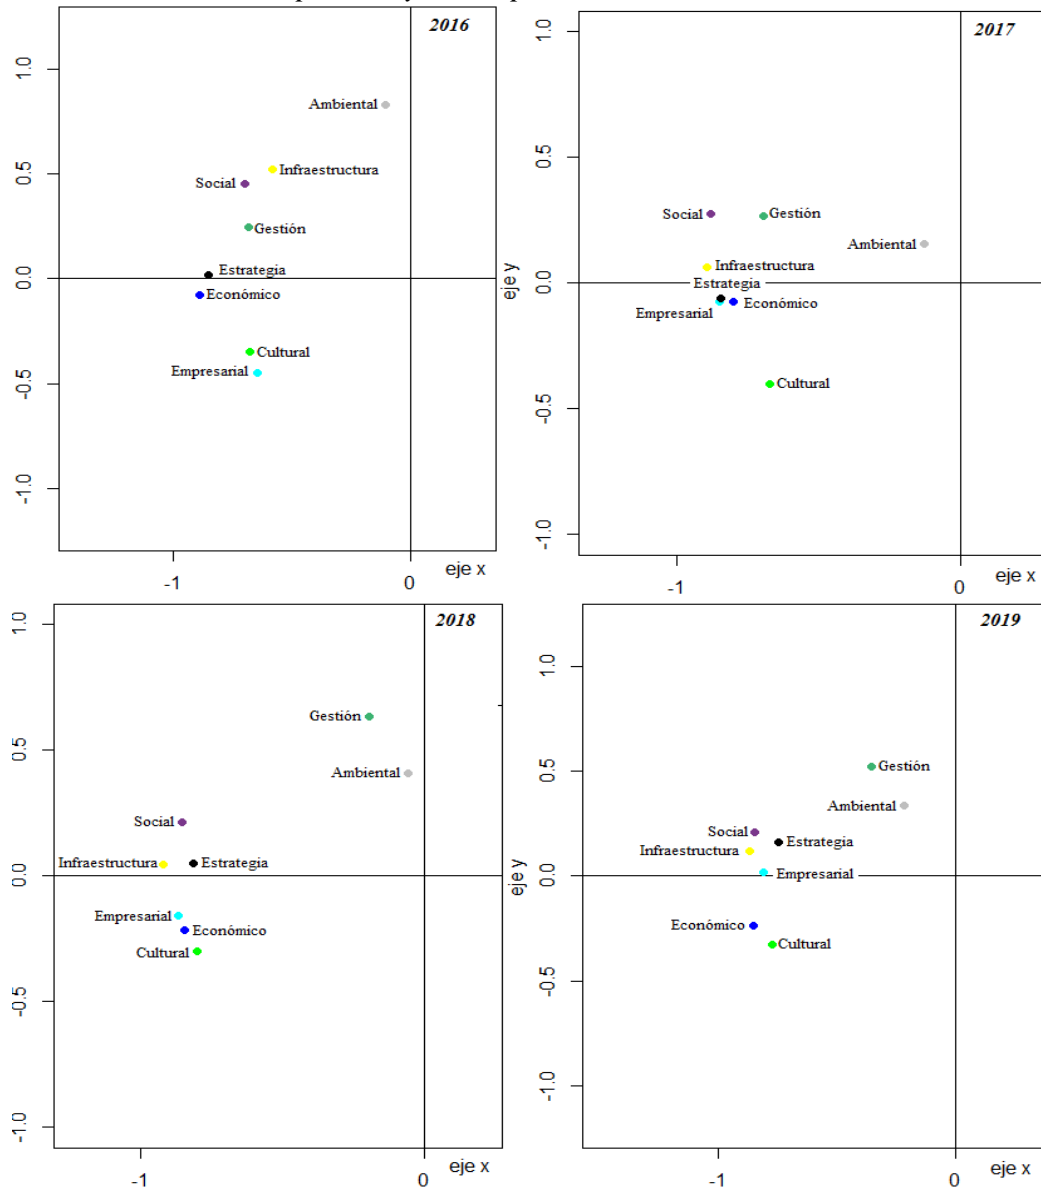 2016
1.0
Ambiental
0.5
Infraestructura
Social
Gestión
Estrategia
0.0
Económico
Cultural
Empresarial
-0.5
-1.0
eje x
-1
0
2017
1.0
0.5
Social
Gestión
Ambiental
Infraestructura
eje y
0.0
Estrategia
Económico
Empresarial
Cultural
-0.5
-1.0
eje x
-1
0
2018
1.0
Gestión
0.5
Ambiental
Social
Infraestructura
Estrategia
0.0
Empresarial
Económico
Cultural
-0.5
-1.0
eje x
-1
0
2019
1.0
0.5
Gestión
Ambiental
Social
Estrategia
Infraestructura
eje y
0.0
Empresarial
Económico
Cultural
-0.5
-1.0
eje x
-1
0